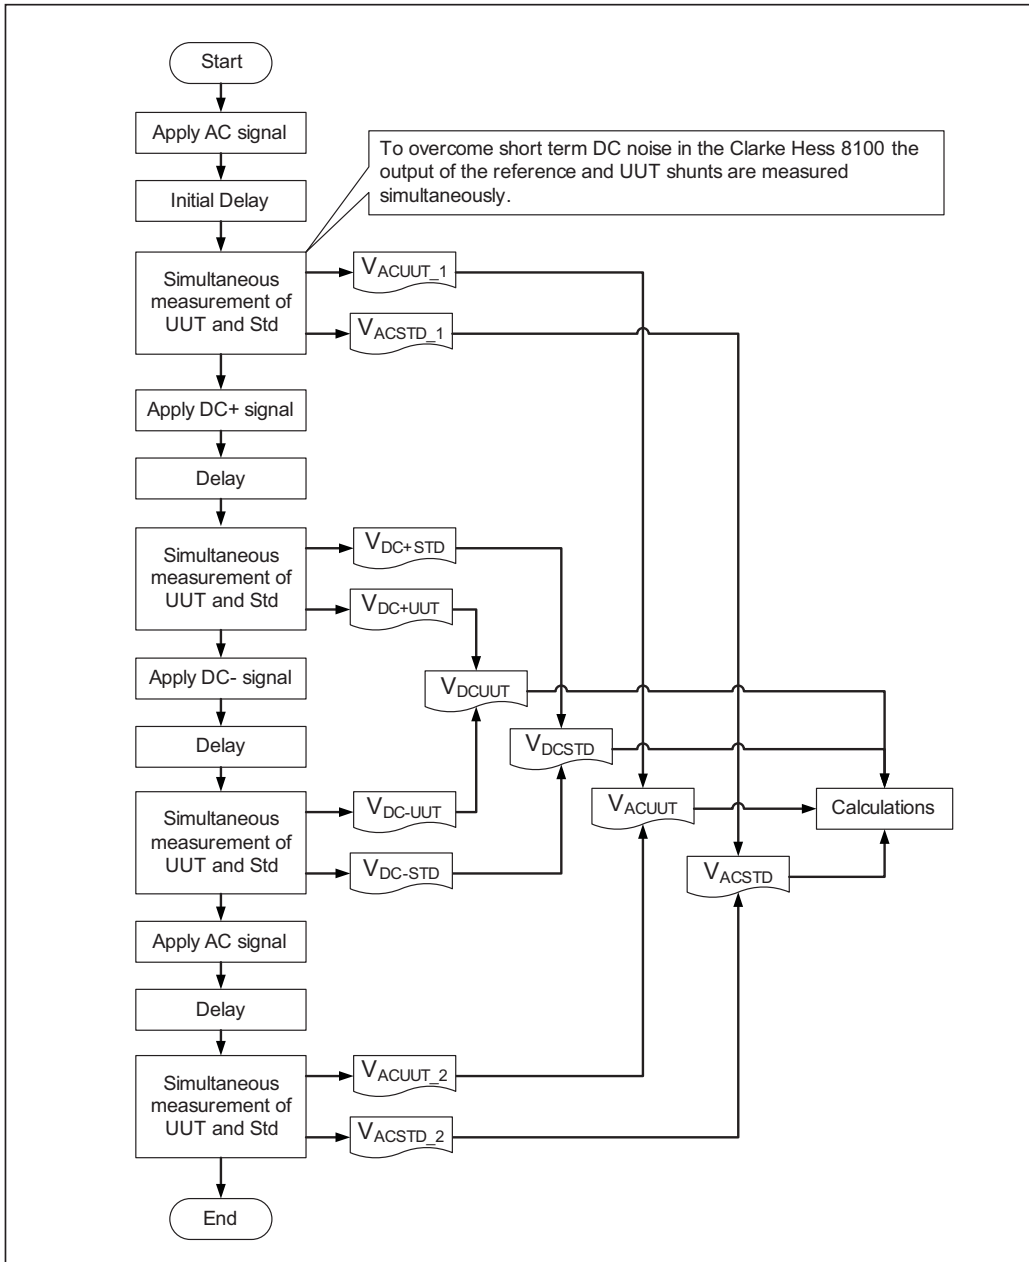 Start
Apply AC signal
To overcome short term DC noise in the Clarke Hess 8100 the
output of the reference and UUT shunts are measured
simultaneously.
Initial Delay
Simultaneous
measurement of
UUT and Std
VACUUT_1
VACSTD_1
Apply DC+ signal
Delay
Simultaneous
measurement of
UUT and Std
VDC+STD
VDC+UUT
Apply DC- signal
VDCUUT
Delay
VDCSTD
Simultaneous
measurement of
UUT and Std
VDC-UUT
VDC-STD
VACUUT
Calculations
VACSTD
Apply AC signal
Delay
Simultaneous
measurement of
UUT and Std
VACUUT_2
VACSTD_2
End